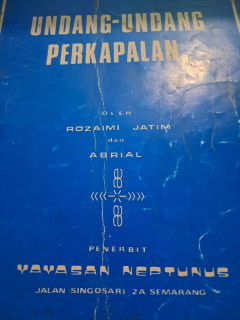 UNDANG-UNDANG
PERKAPALAN
OLEH
ROZAIMI JATIM
dan
ABRIAL
PENERBIT
YAYASAN NEPTUNUS
JALAN SINGOSARI 2A SEMARANG